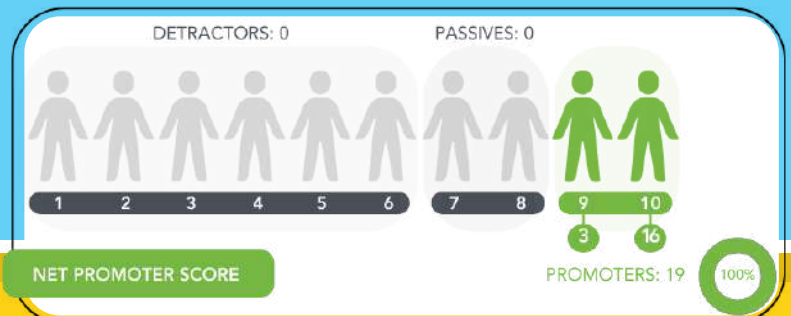 DETRACTORS: 0 PASSIVES: 0
1 2 3 4 5 6 7 8 9 10
3 16
NET PROMOTER SCORE PROMOTERS: 19 100%